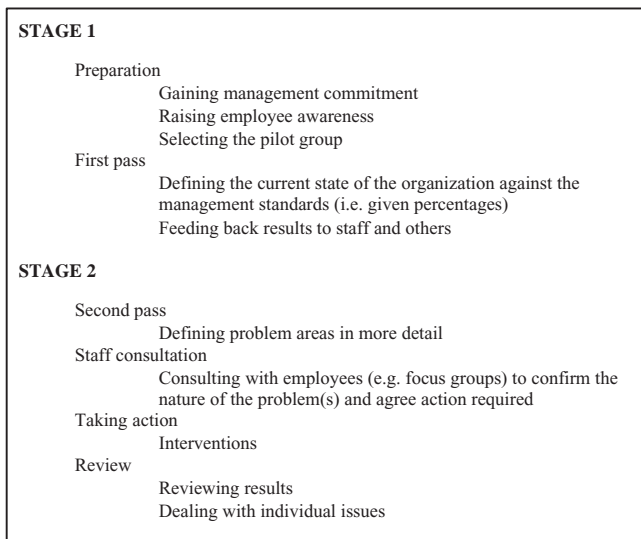 STAGE 1
Preparation
Gaining management commitment
Raising employee awareness
Selecting the pilot group
First pass
Defining the current state of the organization against the
management standards (i.e. given percentages)
Feeding back results to staff and others
STAGE 2
Second pass
Defining problem areas in more detail
Staff consultation
Consulting with employees (e.g. focus groups) to confirm the
nature of the problem(s) and agree action required
Taking action
Interventions
Review
Reviewing results
Dealing with individual issues